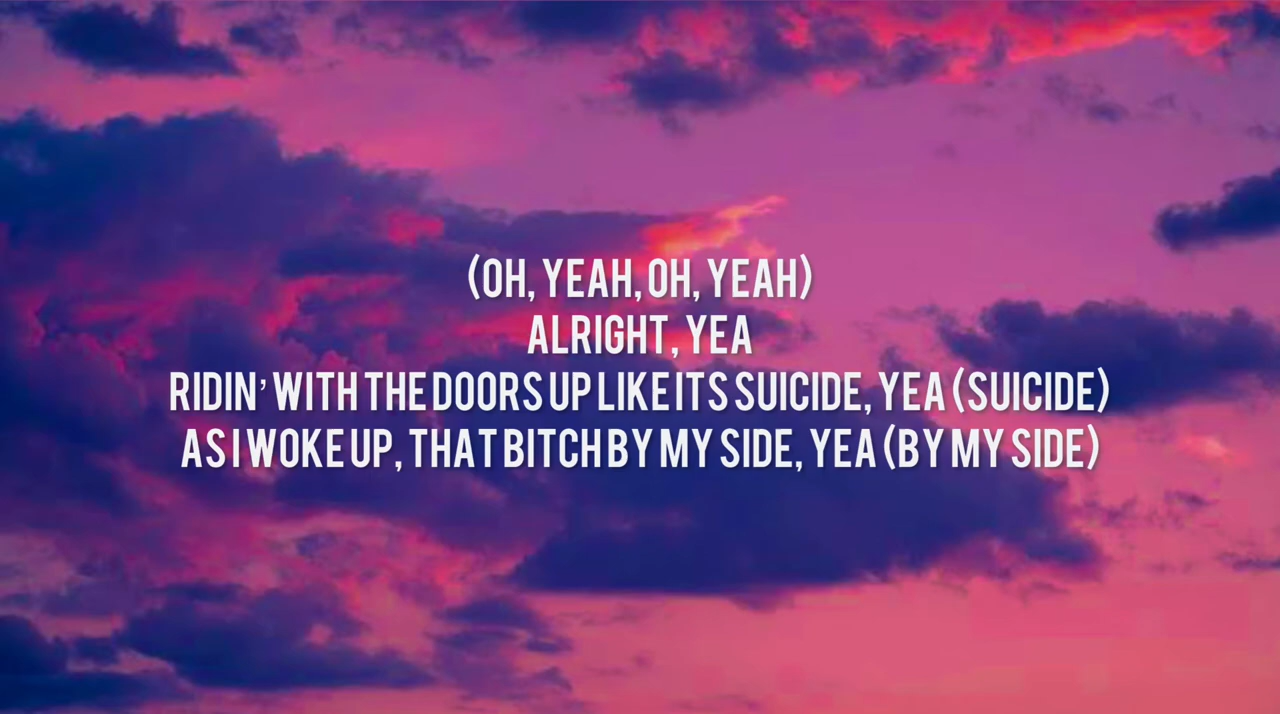 (OH, YEAH, OH, YEAH)
ALRIGHT, YEA
RIDIN' WITH THE DOORS UP LIKE ITS SUICIDE, YEA (SUICIDE)
AS I WOKE UP, THAT BITCH BY MY SIDE, YEA (BY MY SIDE)